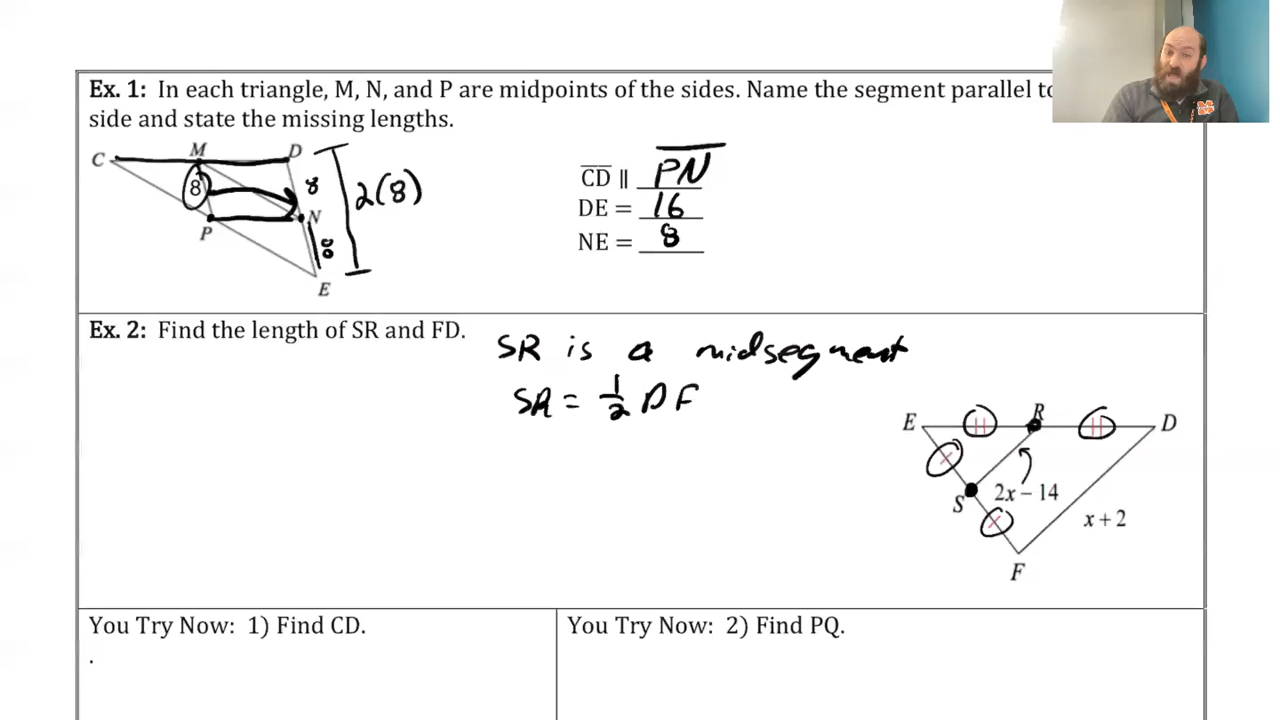 Ex. 1: In each triangle, M, N, and P are midpoints of the sides. Name the segment parallel to
side and state the missing lengths.
C M D
8 8 2(8)
P N
8
E
CD || PN
DE = 16
NE = 8
Ex. 2: Find the length of SR and FD.
SR is a midsegment
SR = 1/2 DF
E R D
S 2x – 14
x + 2
F
You Try Now: 1) Find CD.
.
You Try Now: 2) Find PQ.